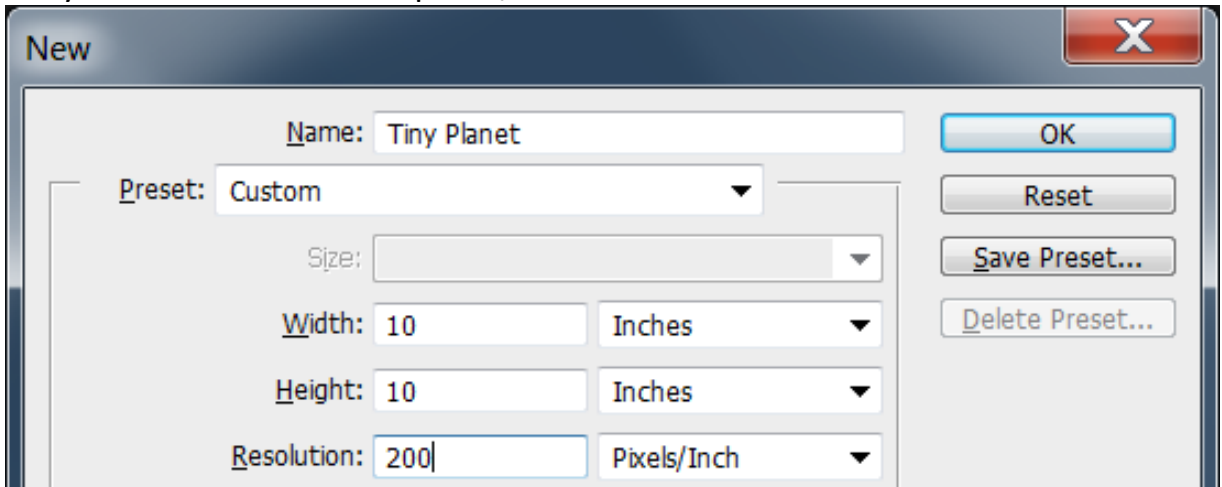 New
Name: Tiny Planet
OK
Preset: Custom
Reset
Size:
Save Preset...
Width: 10 Inches
Delete Preset...
Height: 10 Inches
Resolution: 200 Pixels/Inch